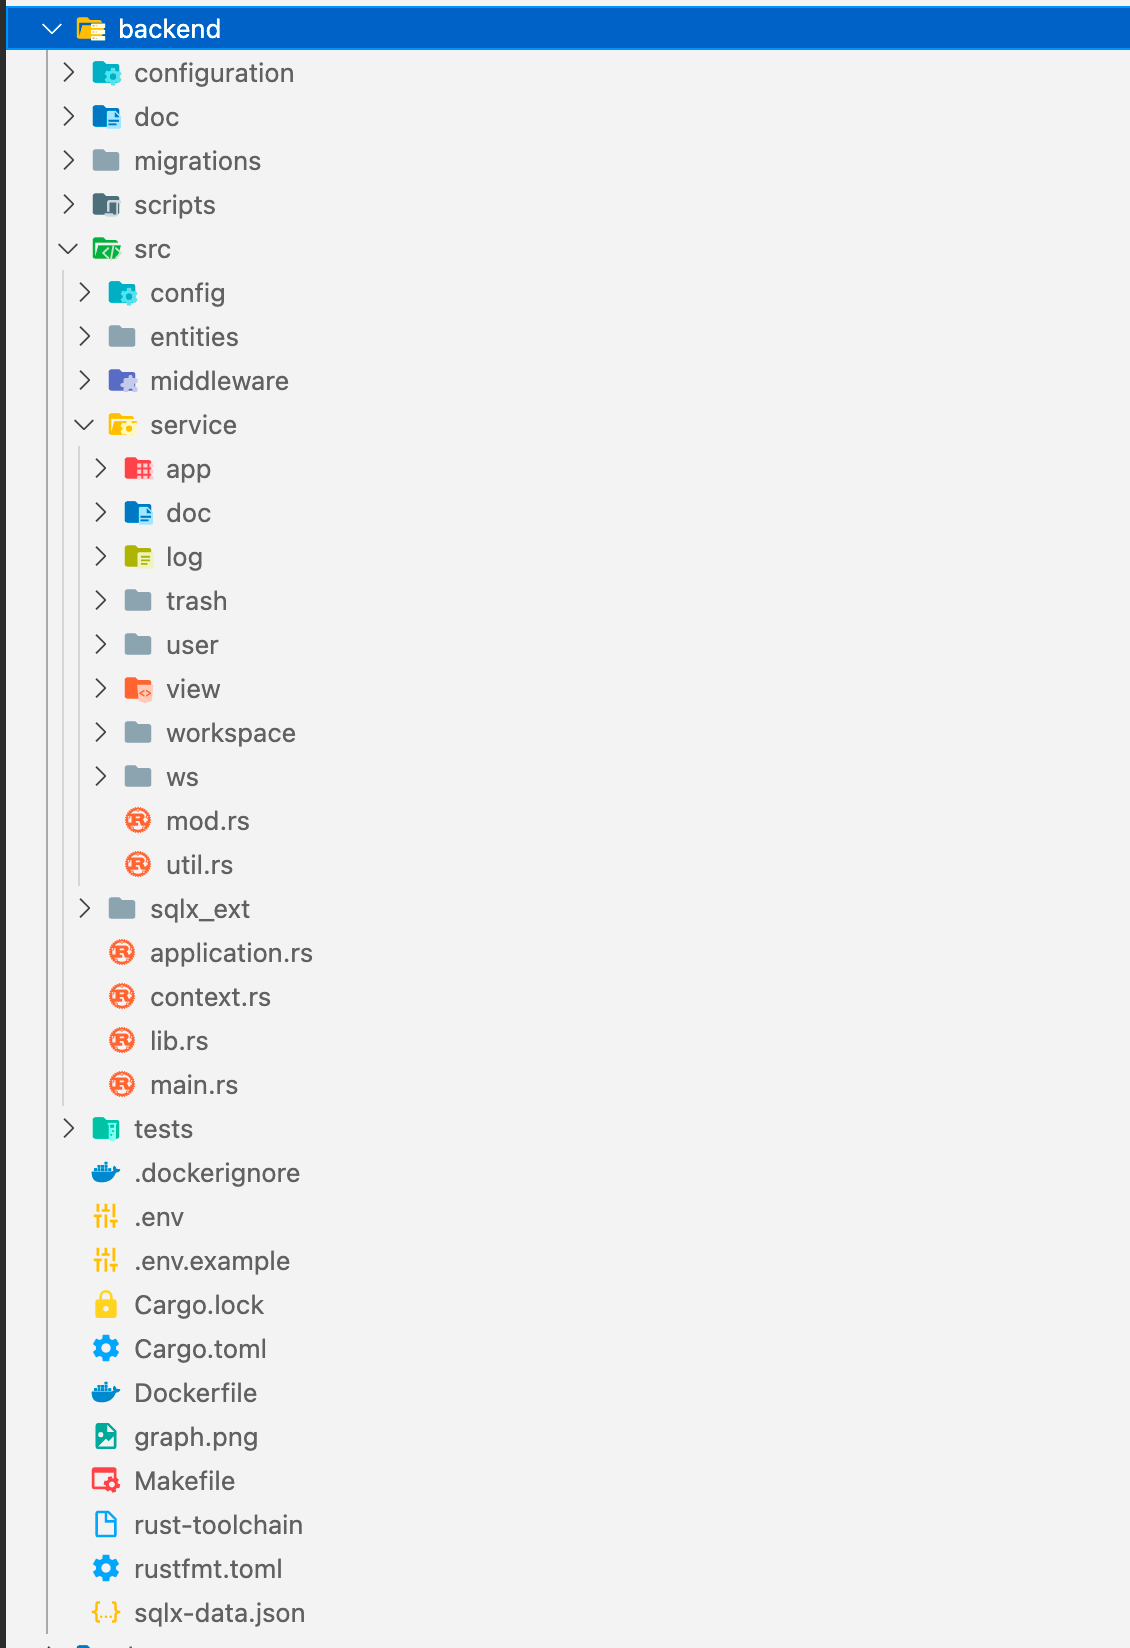 backend
configuration
doc
migrations
scripts
src
config
entities
middleware
service
app
doc
log
trash
user
view
workspace
ws
mod.rs
util.rs
sqlx_ext
application.rs
context.rs
lib.rs
main.rs
tests
.dockerignore
.env
.env.example
Cargo.lock
Cargo.toml
Dockerfile
graph.png
Makefile
rust-toolchain
rustfmt.toml
sqlx-data.json